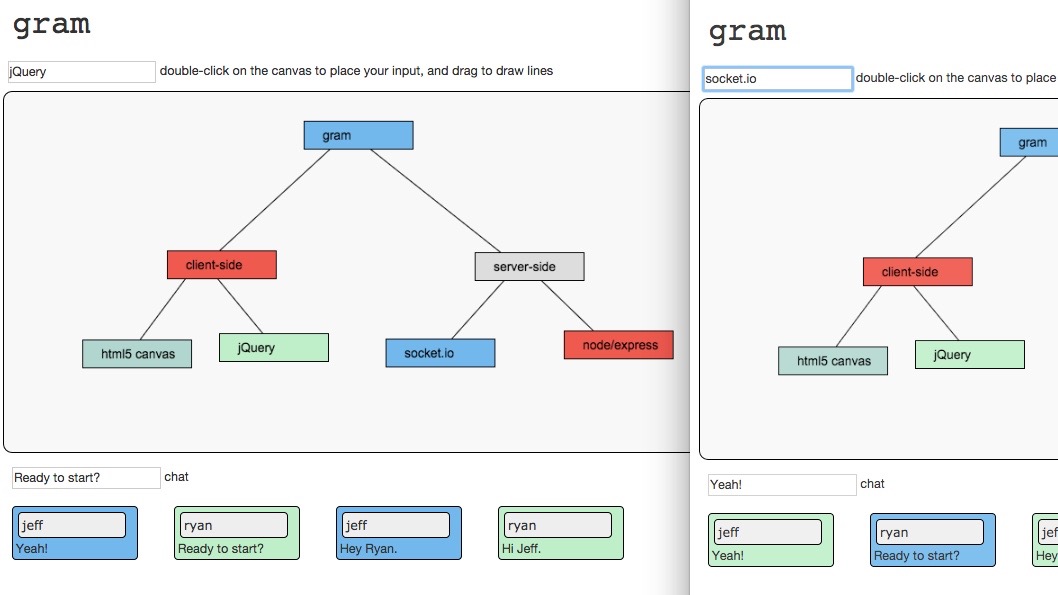 gram
jQuery double-click on the canvas to place your input, and drag to draw lines
gram
client-side
server-side
html5 canvas
jQuery
socket.io
node/express
Ready to start? chat
jeff
Yeah!
ryan
Ready to start?
jeff
Hey Ryan.
ryan
Hi Jeff.
gram
socket.io double-click on the canvas to place
gram
client-side
html5 canvas
jQuery
Yeah! chat
jeff
Yeah!
ryan
Ready to start?
jef
Hey